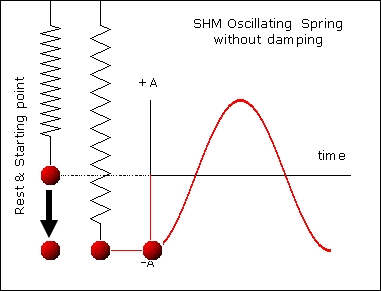 SHM Oscillating Spring
without damping
Rest & Starting point
+A
time
-A